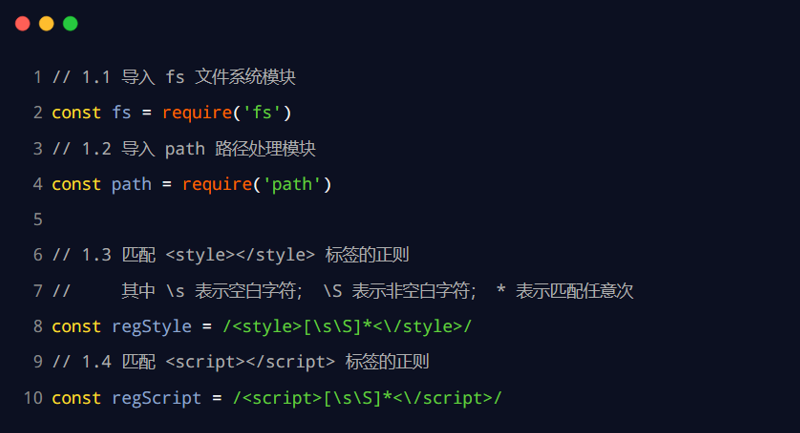 1 // 1.1 导入 fs 文件系统模块
2 const fs = require('fs')
3 // 1.2 导入 path 路径处理模块
4 const path = require('path')
5
6 // 1.3 匹配 <style></style> 标签的正则
7 //     其中 \s 表示空白字符； \S 表示非空白字符； * 表示匹配任意次
8 const regStyle = /<style>[\s\S]*<\/style>/
9 // 1.4 匹配 <script></script> 标签的正则
10 const regScript = /<script>[\s\S]*<\/script>/